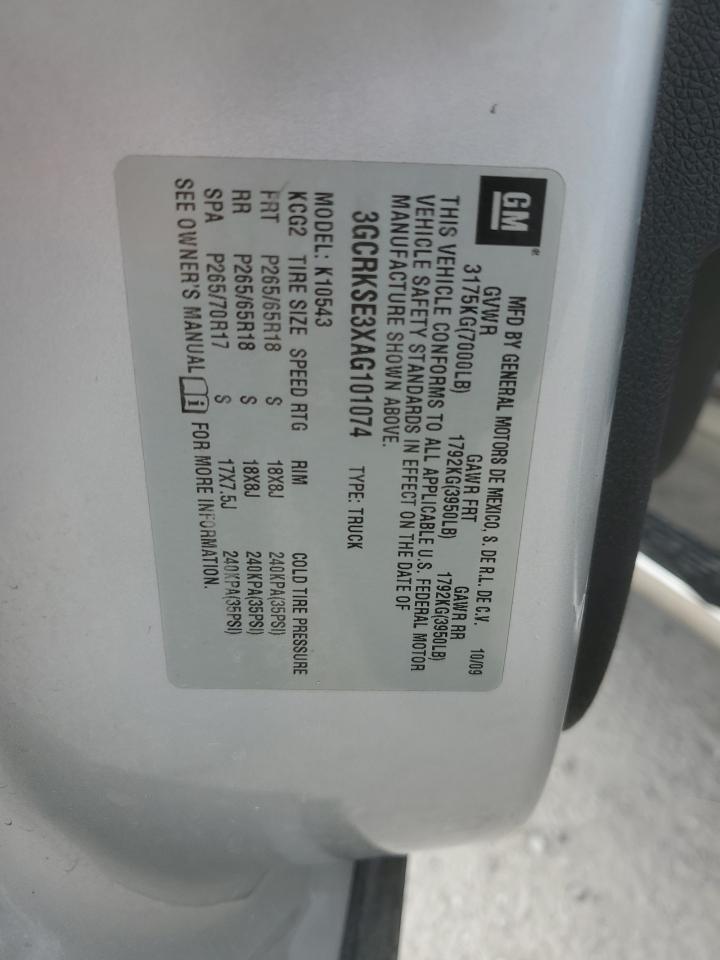 GM®
MFD BY GENERAL MOTORS DE MEXICO, S. DE R.L. DE C.V. 10/09
GVWR GAWR FRT GAWR RR
3175KG(7000LB) 1792KG(3950LB) 1792KG(3950LB)
THIS VEHICLE CONFORMS TO ALL APPLICABLE U.S. FEDERAL MOTOR
VEHICLE SAFETY STANDARDS IN EFFECT ON THE DATE OF
MANUFACTURE SHOWN ABOVE.
3GCRKSE3XAG101074 TYPE: TRUCK
MODEL: K10543
KCG2 TIRE SIZE SPEED RTG RIM COLD TIRE PRESSURE
FRT P265/65R18 S 18X8J 240KPA(35PSI)
RR P265/65R18 S 18X8J 240KPA(35PSI)
SPA P265/70R17 S 17X7.5J 240KPA(35PSI)
SEE OWNER'S MANUAL i FOR MORE INFORMATION.